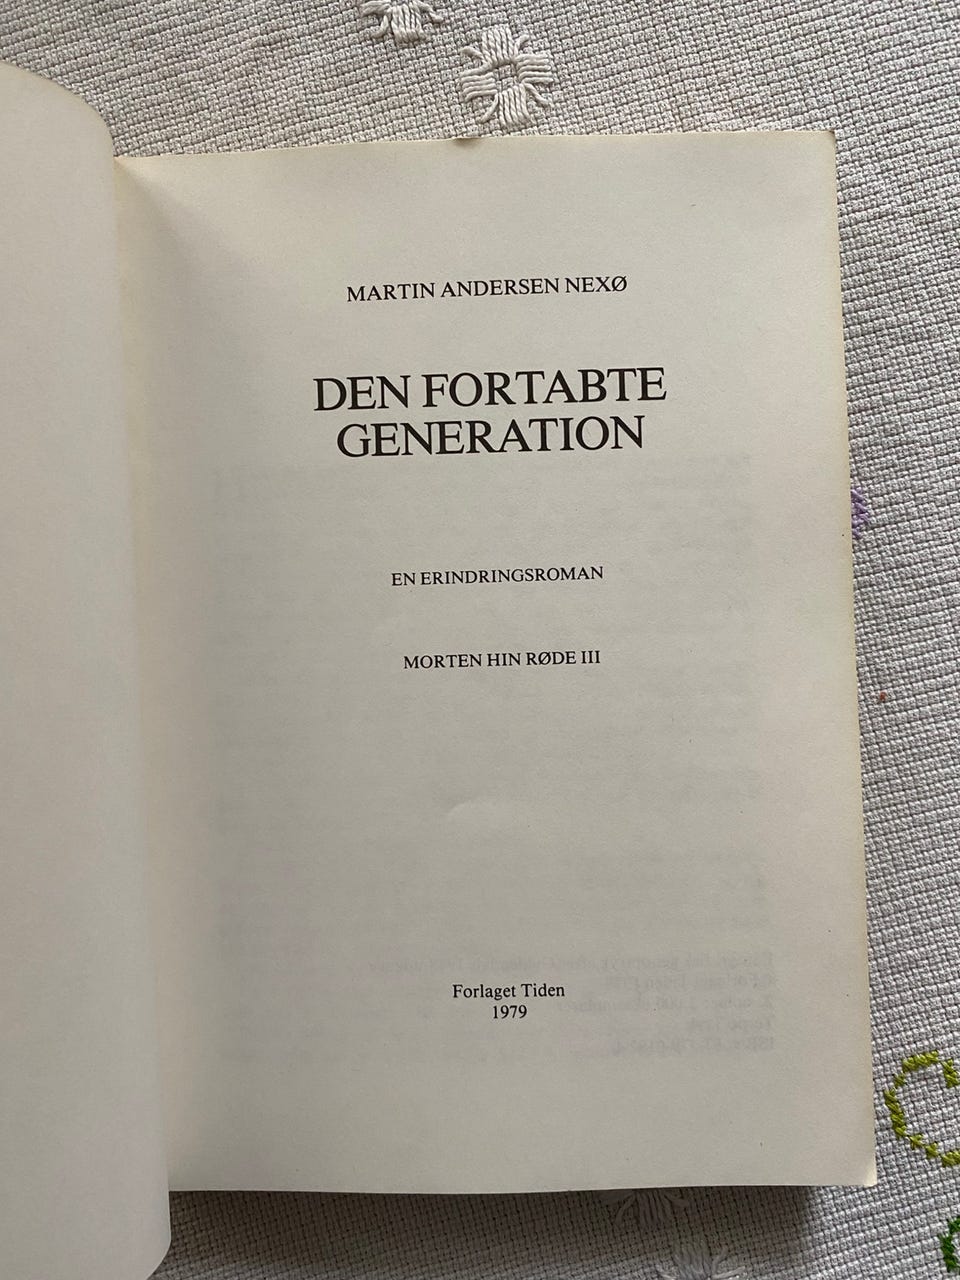 MARTIN ANDERSEN NEXØ
DEN FORTABTE
GENERATION
EN ERINDRINGSROMAN
MORTEN HIN RØDE III
Forlaget Tiden
1979